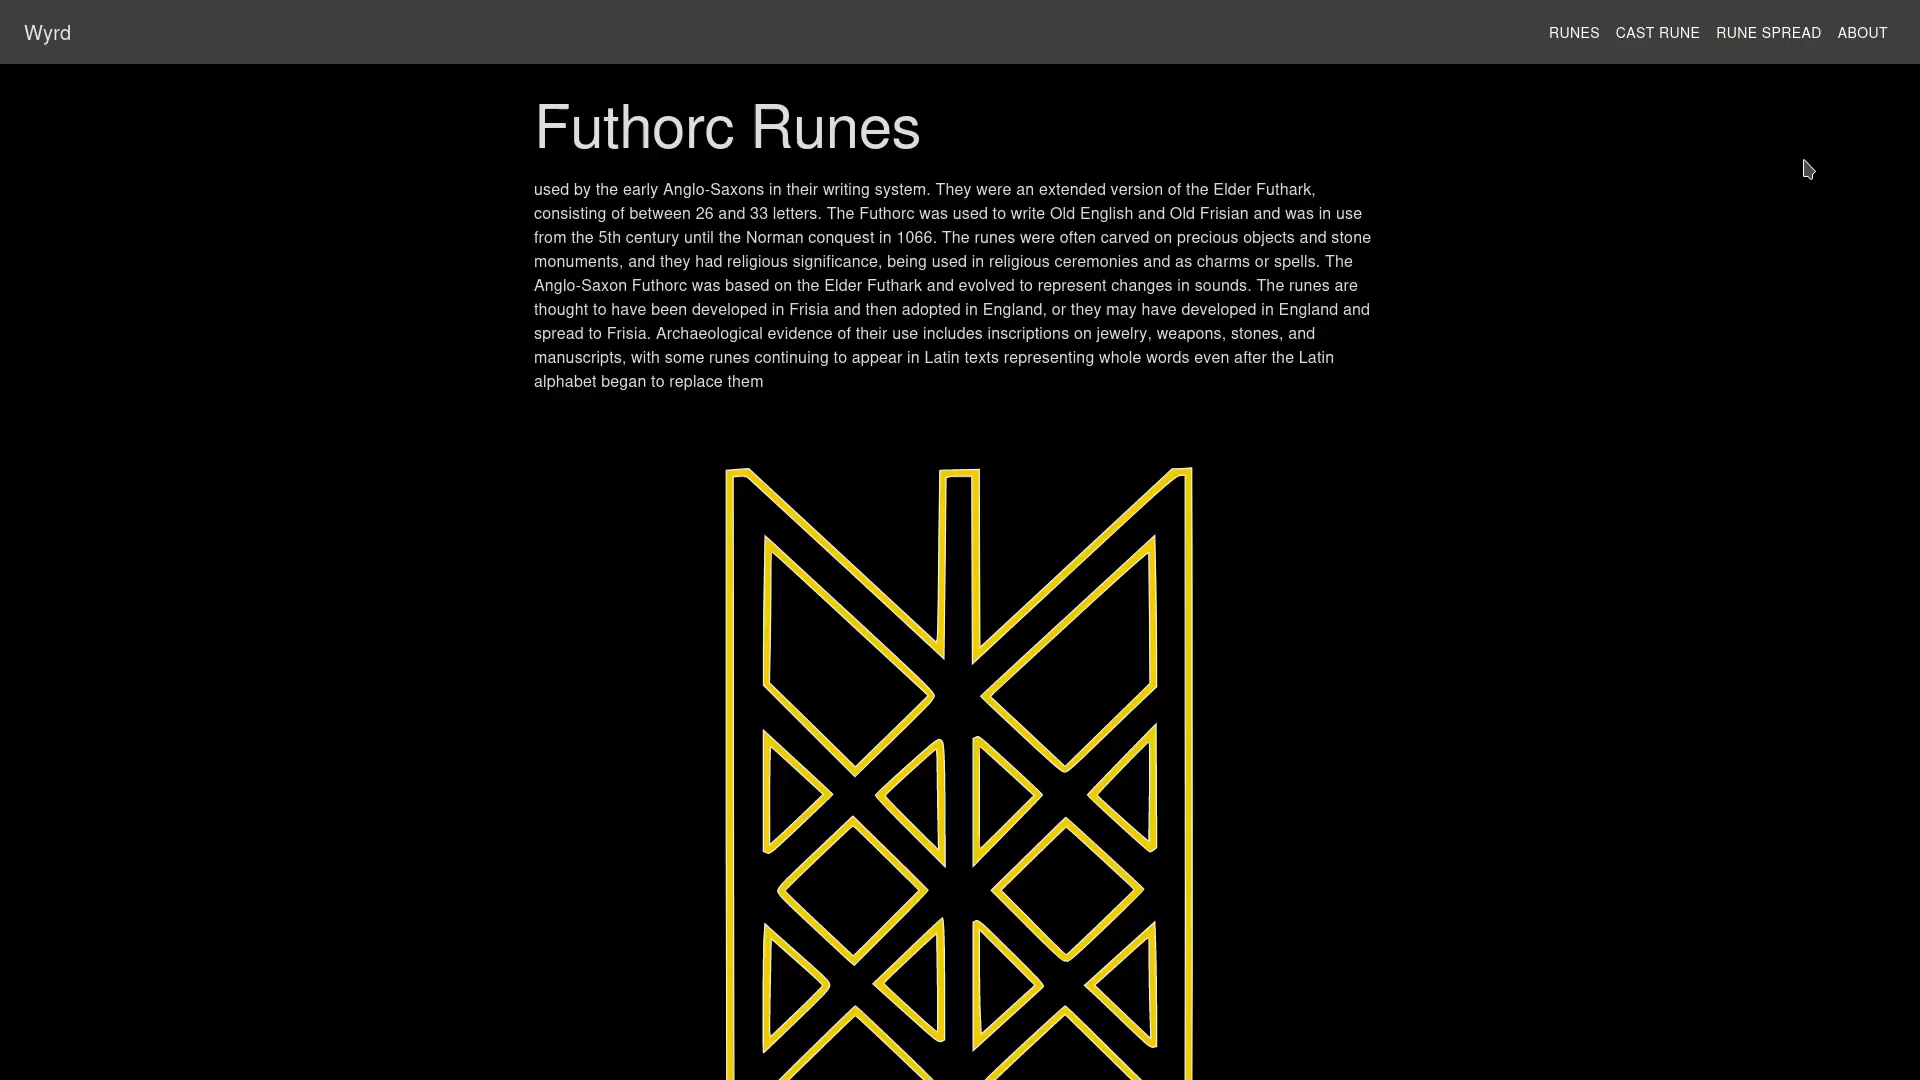 Wyrd
RUNES CAST RUNE RUNE SPREAD ABOUT
Futhorc Runes
used by the early Anglo-Saxons in their writing system. They were an extended version of the Elder Futhark,
consisting of between 26 and 33 letters. The Futhorc was used to write Old English and Old Frisian and was in use
from the 5th century until the Norman conquest in 1066. The runes were often carved on precious objects and stone
monuments, and they had religious significance, being used in religious ceremonies and as charms or spells. The
Anglo-Saxon Futhorc was based on the Elder Futhark and evolved to represent changes in sounds. The runes are
thought to have been developed in Frisia and then adopted in England, or they may have developed in England and
spread to Frisia. Archaeological evidence of their use includes inscriptions on jewelry, weapons, stones, and
manuscripts, with some runes continuing to appear in Latin texts representing whole words even after the Latin
alphabet began to replace them